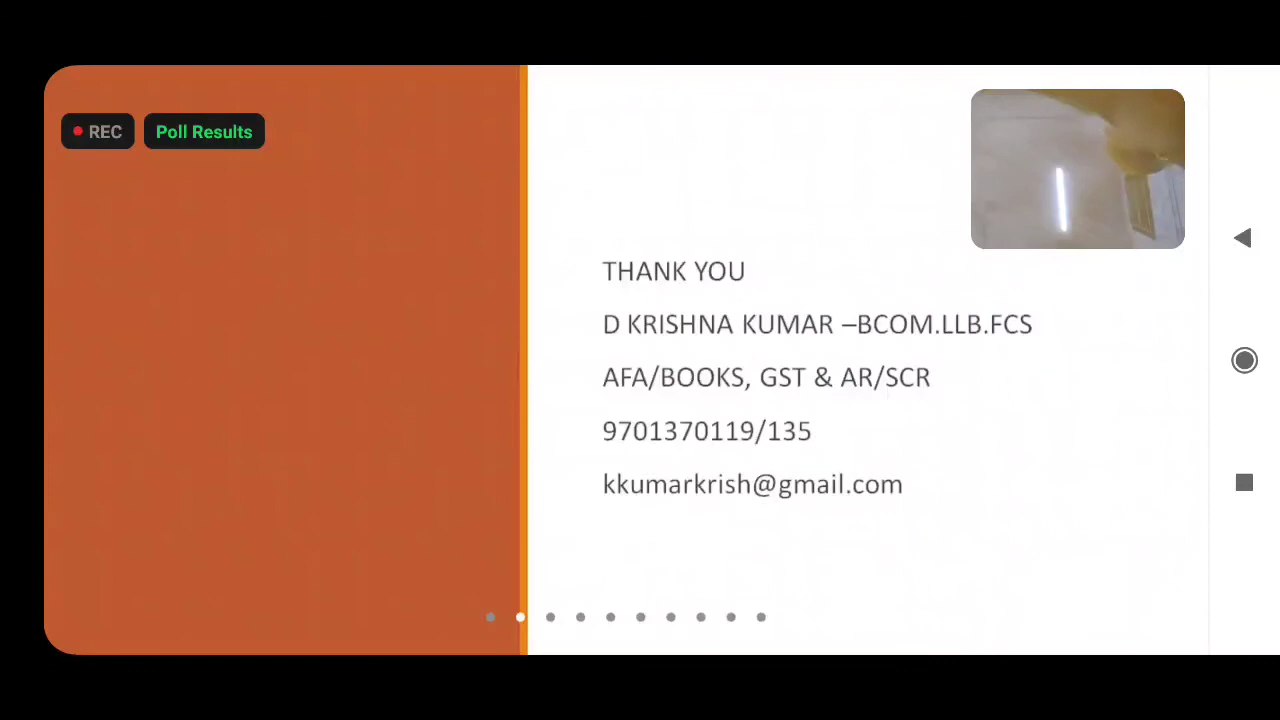 REC
Poll Results
THANK YOU
D KRISHNA KUMAR –BCOM.LLB.FCS
AFA/BOOKS, GST & AR/SCR
9701370119/135
kkumarkrish@gmail.com